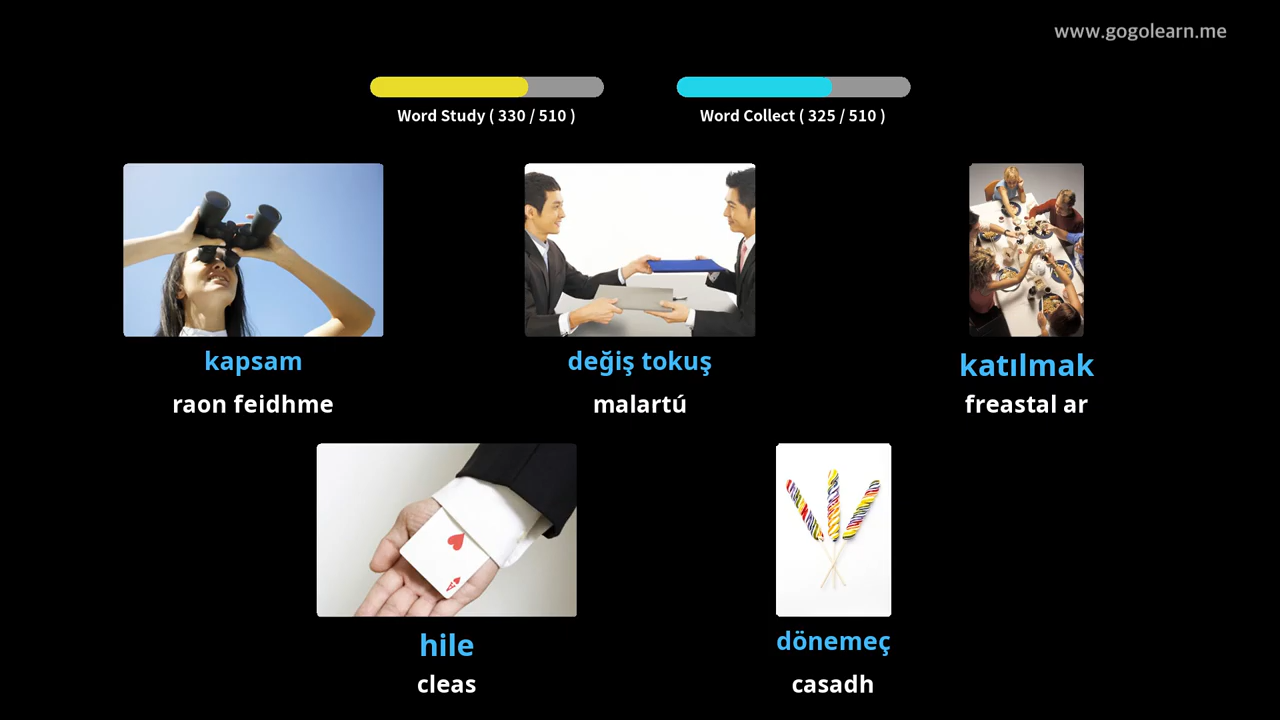 www.gogolearn.me
Word Study ( 330 / 510 )
Word Collect ( 325 / 510 )
kapsam
raon feidhme
değiş tokuş
malartú
katılmak
freastal ar
hile
cleas
dönemeç
casadh